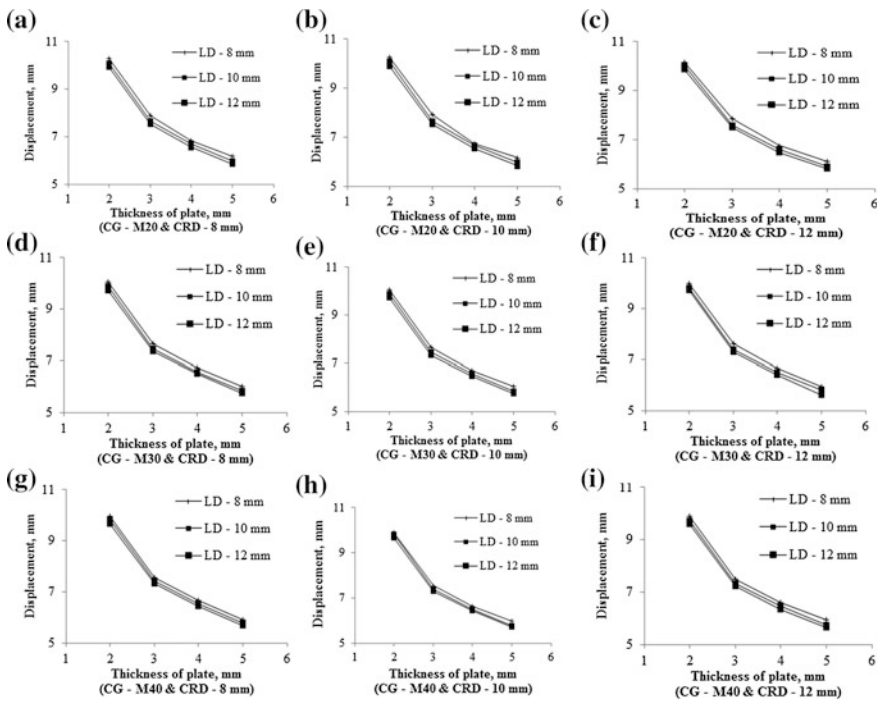 (a)
11
9
7
5
Displacement, mm
LD - 8 mm
LD - 10 mm
LD - 12 mm
1 2 3 4 5 6
Thickness of plate, mm
(CG - M20 & CRD - 8 mm)
(b)
11
9
7
5
Displacement, mm
LD - 8 mm
LD - 10 mm
LD - 12 mm
1 2 3 4 5 6
Thickness of plate, mm
(CG - M20 & CRD - 10 mm)
(c)
11
9
7
5
Displacement, mm
LD - 8 mm
LD - 10 mm
LD - 12 mm
1 2 3 4 5 6
Thickness of plate, mm
(CG - M20 & CRD - 12 mm)
(d)
11
9
7
5
Displacement, mm
LD - 8 mm
LD - 10 mm
LD - 12 mm
1 2 3 4 5 6
Thickness of plate, mm
(CG - M30 & CRD - 8 mm)
(e)
11
9
7
5
Displacement, mm
LD - 8 mm
LD - 10 mm
LD - 12 mm
1 2 3 4 5 6
Thickness of plate, mm
(CG - M30 & CRD - 10 mm)
(f)
11
9
7
5
Displacement, mm
LD - 8 mm
LD - 10 mm
LD - 12 mm
1 2 3 4 5 6
Thickness of plate, mm
(CG - M30 & CRD - 12 mm)
(g)
11
9
7
5
Displacement, mm
LD - 8 mm
LD - 10 mm
LD - 12 mm
1 2 3 4 5 6
Thickness of plate, mm
(CG - M40 & CRD - 8 mm)
(h)
11
9
7
5
Displacement, mm
LD - 8 mm
LD - 10 mm
LD - 12 mm
1 2 3 4 5 6
Thickness of plate, mm
(CG - M40 & CRD - 10 mm)
(i)
11
9
7
5
Displacement, mm
LD - 8 mm
LD - 10 mm
LD - 12 mm
1 2 3 4 5 6
Thickness of plate, mm
(CG - M40 & CRD - 12 mm)